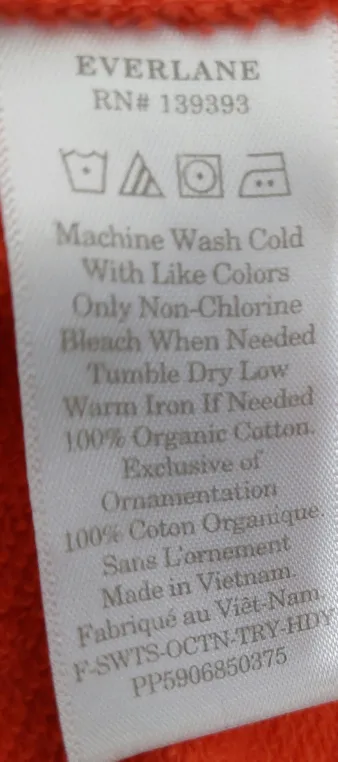 EVERLANE
RN# 139393
Machine Wash Cold
With Like Colors
Only Non-Chlorine
Bleach When Needed
Tumble Dry Low
Warm Iron If Needed
100% Organic Cotton.
Exclusive of
Ornamentation
100% Coton Organique.
Sans L'ornement
Made in Vietnam.
Fabriqué au Viêt-Nam.
F-SWTS-OCTN-TRY-HDY
PP5906850375